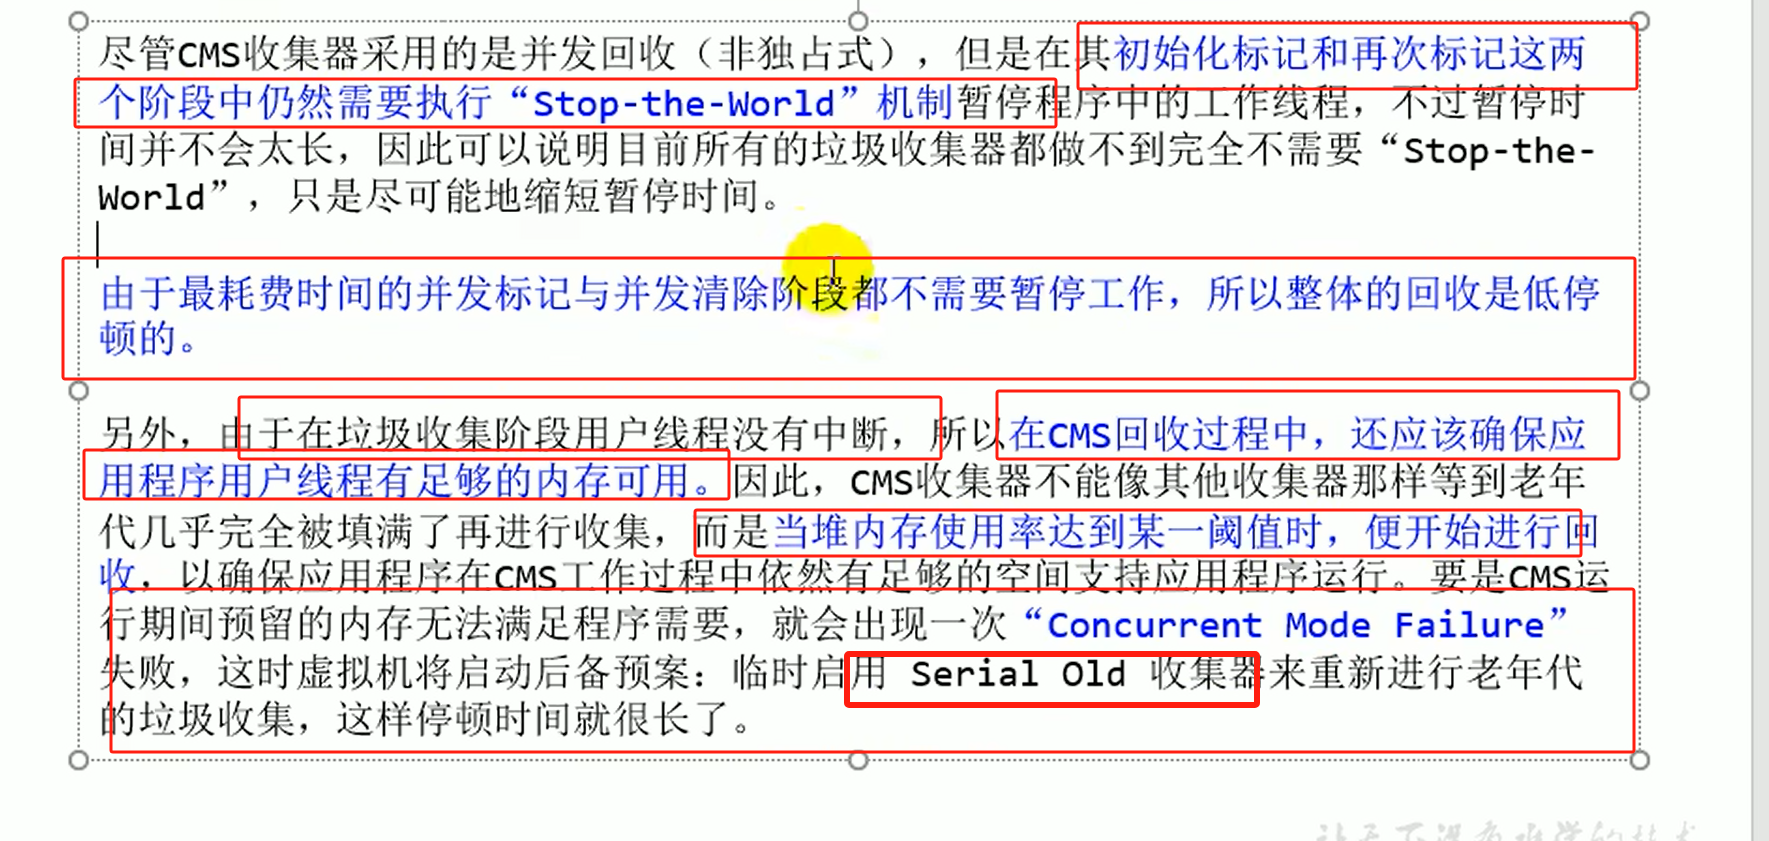 尽管CMS收集器采用的是并发回收（非独占式），但是在其初始化标记和再次标记这两
个阶段中仍然需要执行“Stop-the-World”机制暂停程序中的工作线程，不过暂停时
间并不会太长，因此可以说明目前所有的垃圾收集器都做不到完全不需要“Stop-the-
World”，只是尽可能地缩短暂停时间。
由于最耗费时间的并发标记与并发清除阶段都不需要暂停工作，所以整体的回收是低停
顿的。
另外，由于在垃圾收集阶段用户线程没有中断，所以在CMS回收过程中，还应该确保应
用程序用户线程有足够的内存可用。因此，CMS收集器不能像其他收集器那样等到老年
代几乎完全被填满了再进行收集，而是当堆内存使用率达到某一阈值时，便开始进行回
收，以确保应用程序在CMS工作过程中依然有足够的空间支持应用程序运行。要是CMS运
行期间预留的内存无法满足程序需要，就会出现一次“Concurrent Mode Failure”
失败，这时虚拟机将启动后备预案：临时启用 Serial Old 收集器来重新进行老年代
的垃圾收集，这样停顿时间就很长了。